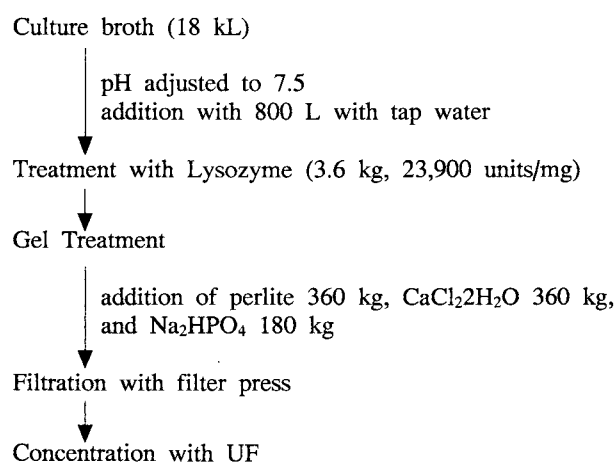 Culture broth (18 kL)
pH adjusted to 7.5
addition with 800 L with tap water
Treatment with Lysozyme (3.6 kg, 23,900 units/mg)
Gel Treatment
addition of perlite 360 kg, CaCl₂2H₂O 360 kg,
and Na₂HPO₄ 180 kg
Filtration with filter press
Concentration with UF